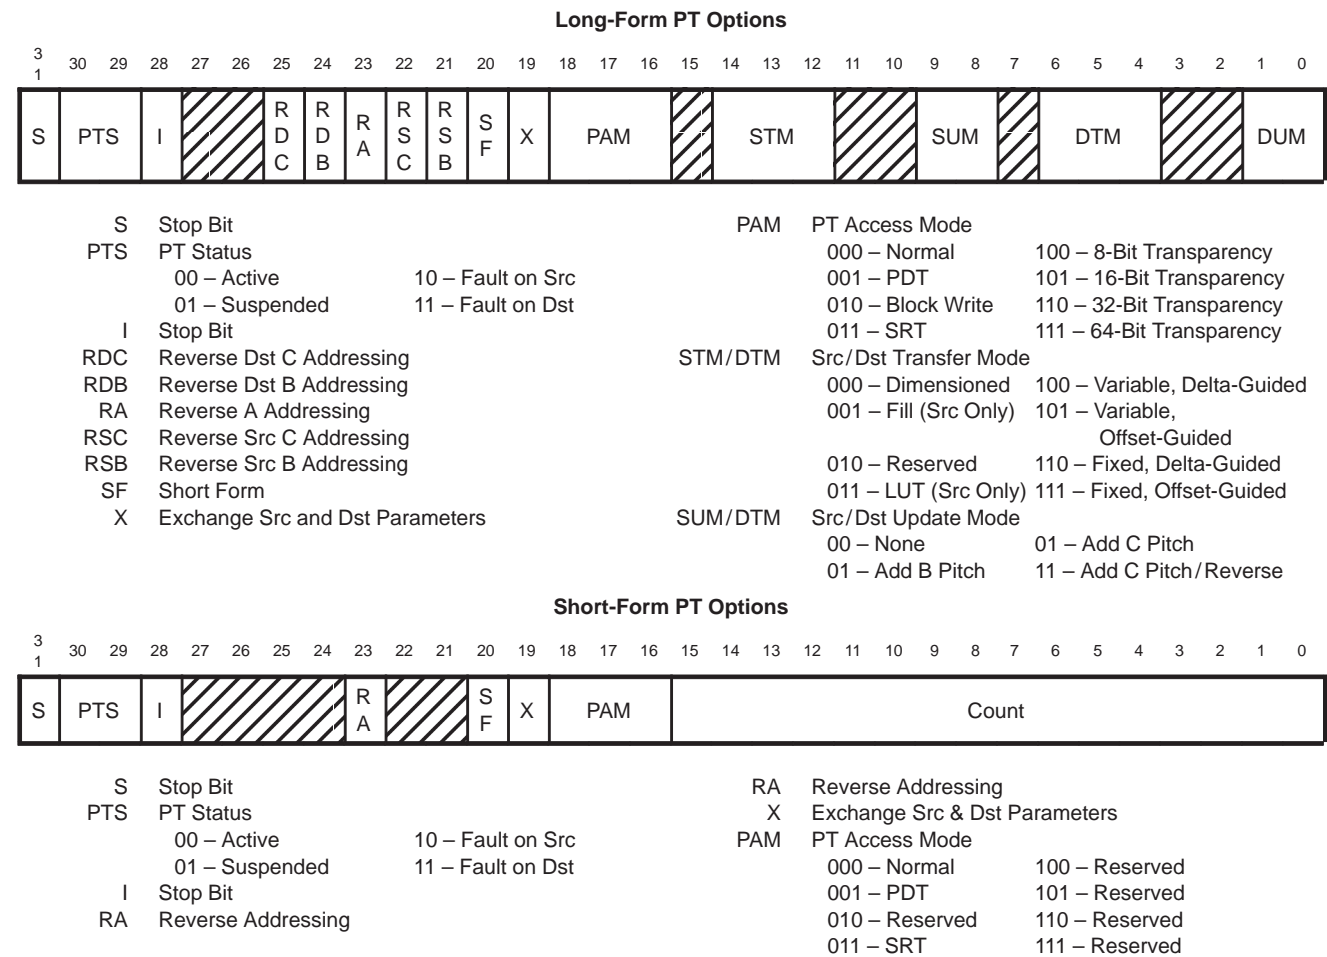 Long-Form PT Options
31 30 29 28 27 26 25 24 23 22 21 20 19 18 17 16 15 14 13 12 11 10 9 8 7 6 5 4 3 2 1 0
S PTS I RDC RDB RA RSC RSB SF X PAM STM SUM DTM DUM
S Stop Bit
PTS PT Status
00 – Active 10 – Fault on Src
01 – Suspended 11 – Fault on Dst
I Stop Bit
RDC Reverse Dst C Addressing
RDB Reverse Dst B Addressing
RA Reverse A Addressing
RSC Reverse Src C Addressing
RSB Reverse Src B Addressing
SF Short Form
X Exchange Src and Dst Parameters
PAM PT Access Mode
000 – Normal 100 – 8-Bit Transparency
001 – PDT 101 – 16-Bit Transparency
010 – Block Write 110 – 32-Bit Transparency
011 – SRT 111 – 64-Bit Transparency
STM/DTM Src/Dst Transfer Mode
000 – Dimensioned 100 – Variable, Delta-Guided
001 – Fill (Src Only) 101 – Variable,
Offset-Guided
010 – Reserved 110 – Fixed, Delta-Guided
011 – LUT (Src Only) 111 – Fixed, Offset-Guided
SUM/DTM Src/Dst Update Mode
00 – None 01 – Add C Pitch
01 – Add B Pitch 11 – Add C Pitch/Reverse
Short-Form PT Options
31 30 29 28 27 26 25 24 23 22 21 20 19 18 17 16 15 14 13 12 11 10 9 8 7 6 5 4 3 2 1 0
S PTS I RA SF X PAM Count
S Stop Bit
PTS PT Status
00 – Active 10 – Fault on Src
01 – Suspended 11 – Fault on Dst
I Stop Bit
RA Reverse Addressing
RA Reverse Addressing
X Exchange Src & Dst Parameters
PAM PT Access Mode
000 – Normal 100 – Reserved
001 – PDT 101 – Reserved
010 – Reserved 110 – Reserved
011 – SRT 111 – Reserved